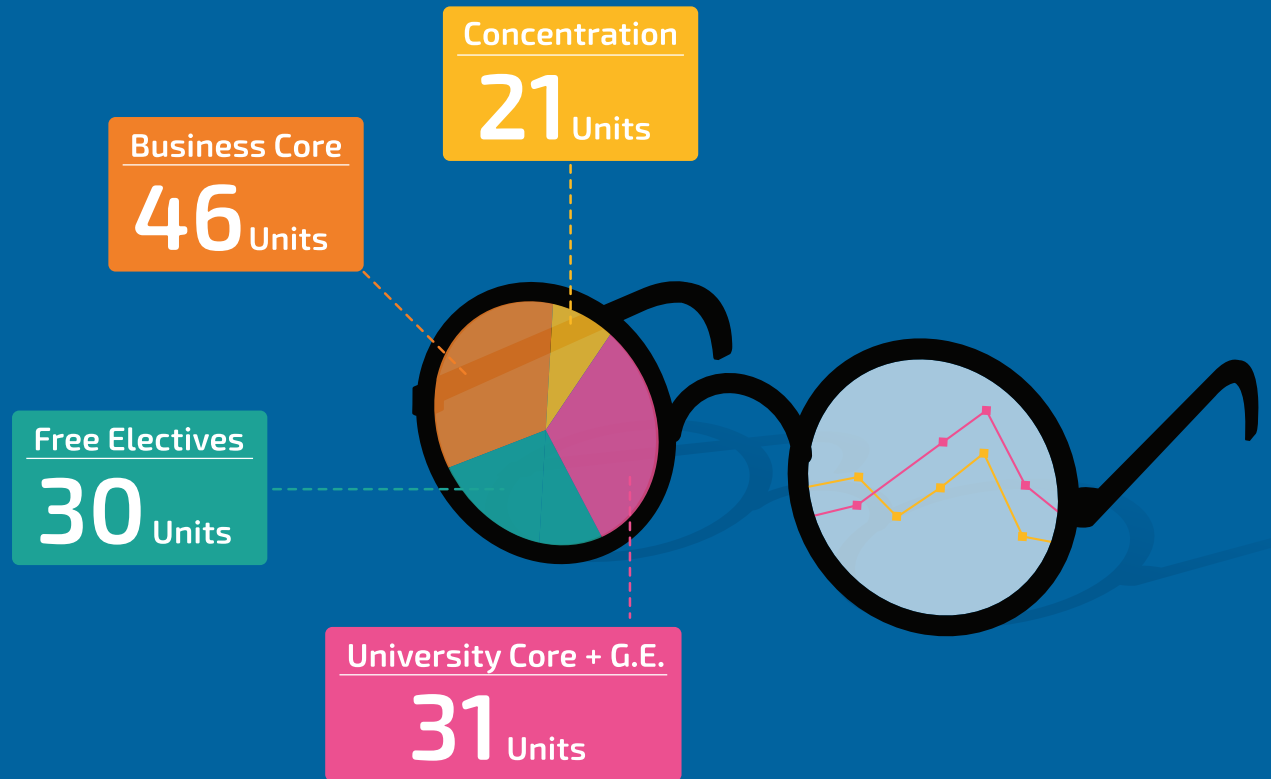 Concentration
21 Units
Business Core
46 Units
Free Electives
30 Units
University Core + G.E.
31 Units